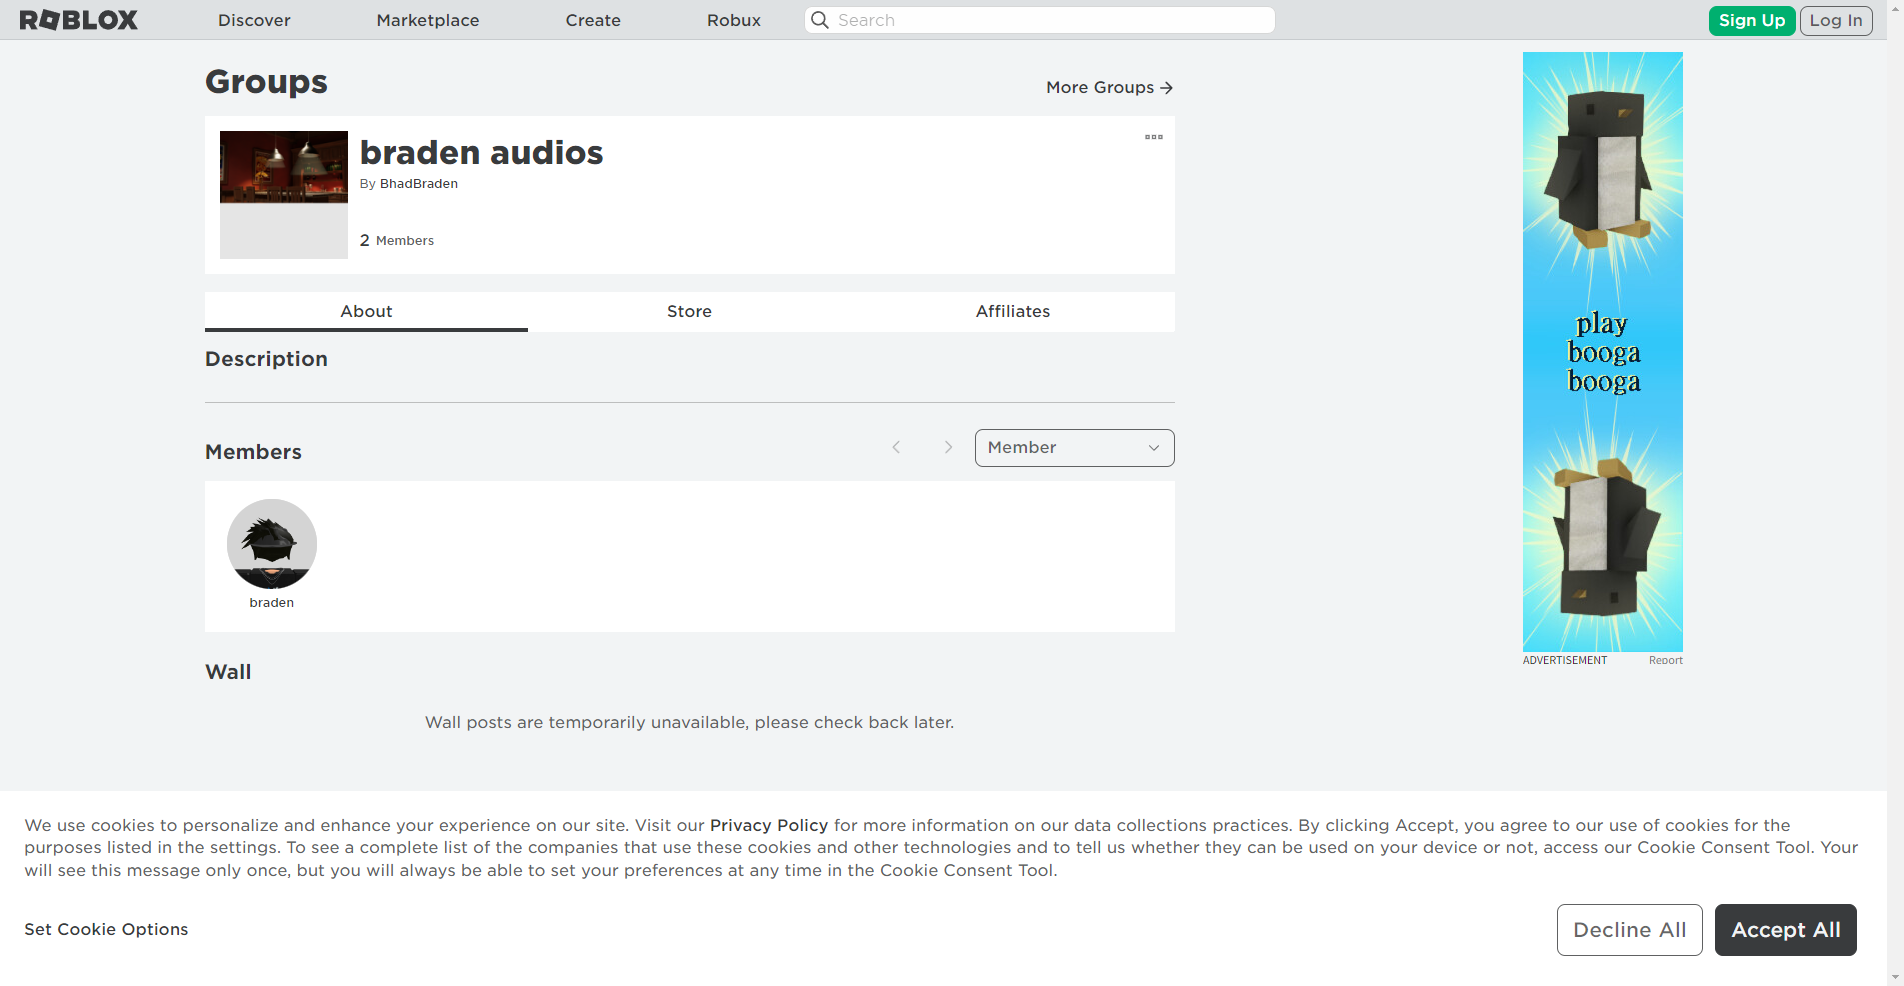 ROBLOX
Discover
Marketplace
Create
Robux
Search
Sign Up
Log In
Groups
More Groups
braden audios
By BhadBraden
2 Members
About
Store
Affiliates
Description
Members
Member
braden
Wall
Wall posts are temporarily unavailable, please check back later.
play
booga
booga
ADVERTISEMENT
Report
We use cookies to personalize and enhance your experience on our site. Visit our Privacy Policy for more information on our data collections practices. By clicking Accept, you agree to our use of cookies for the
purposes listed in the settings. To see a complete list of the companies that use these cookies and other technologies and to tell us whether they can be used on your device or not, access our Cookie Consent Tool. Your
will see this message only once, but you will always be able to set your preferences at any time in the Cookie Consent Tool.
Set Cookie Options
Decline All
Accept All